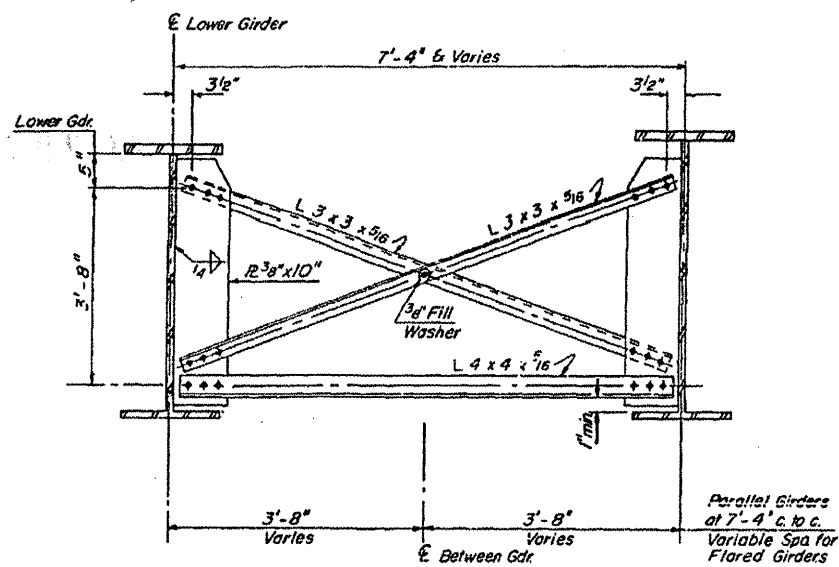 ℄ Lower Girder
7'-4" & Varies
3½"
3½"
Lower Gdr.
5"
L 3 x 3 x 5/16
L 3 x 3 x 5/16
3'-8"
1/4
PL 3/8" x 10"
3/8" Fill
Washer
L 4 x 4 x 5/16
1" min.
3'-8"
Varies
3'-8"
Varies
℄ Between Gdr.
Parallel Girders
at 7'-4" c. to c.
Variable Spa for
Flared Girders